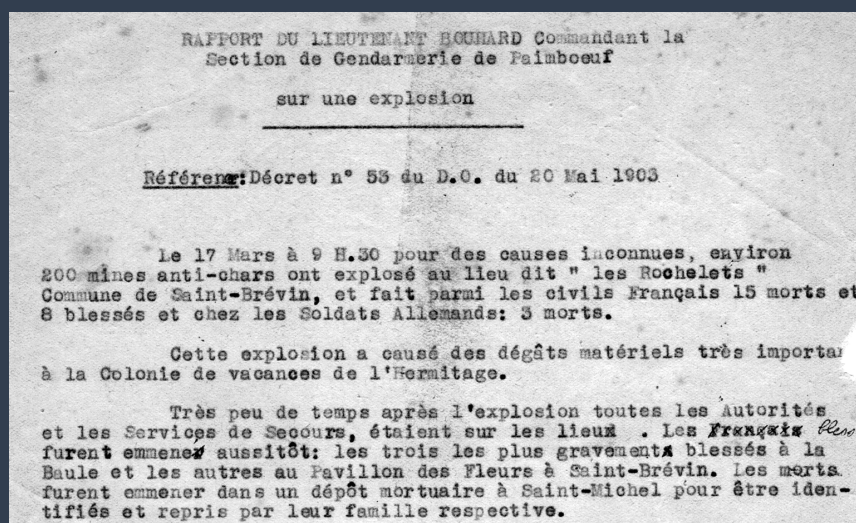 RAPPORT DU LIEUTENANT BOUHARD Commandant la
Section de Gendarmerie de Paimboeuf
sur une explosion
Référence:Décret n° 53 du D.O. du 20 Mai 1903
Le 17 Mars à 9 H.30 pour des causes inconnues, environ
200 mines anti-chars ont explosé au lieu dit " les Rochelets "
Commune de Saint-Brévin, et fait parmi les civils Français 15 morts et
8 blessés et chez les Soldats Allemands: 3 morts.
Cette explosion a causé des dégâts matériels très importa
à la Colonie de vacances de l'Hermitage.
Très peu de temps après l'explosion toutes les Autorités
et les Services de Secours, étaient sur les lieux . Les Français bless
furent emmener aussitôt: les trois les plus gravements blessés à la
Baule et les autres au Pavillon des Fleurs à Saint-Brévin. Les morts
furent emmener dans un dépôt mortuaire à Saint-Michel pour être iden-
tifiés et repris par leur famille respective.